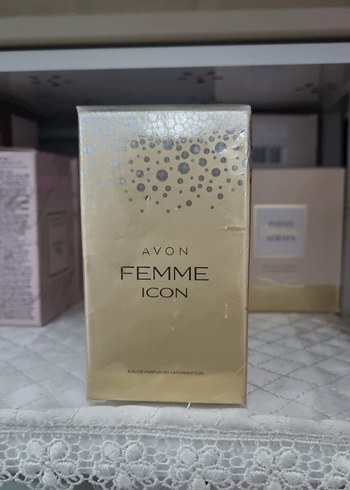 AVON
FEMME
ICON
EAU DE PARFUM EN VAPORISATEUR